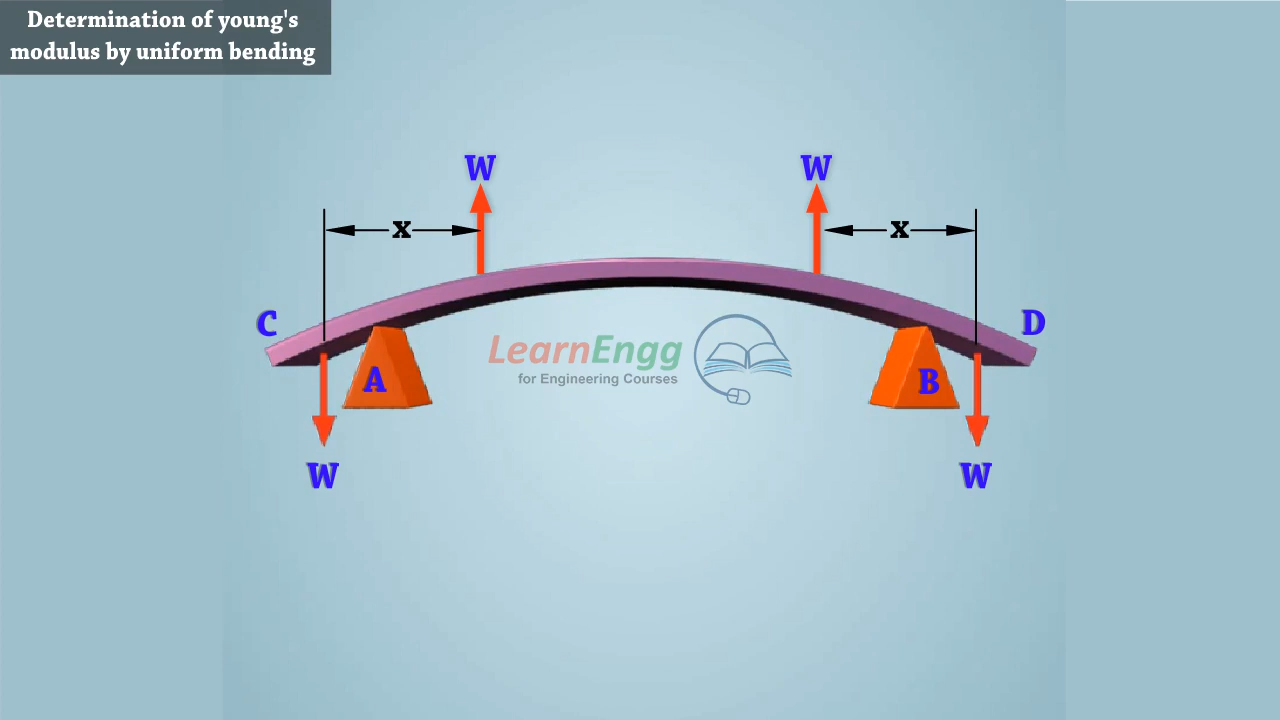 Determination of young's
modulus by uniform bending
W W
x x
C D
LearnEngg
for Engineering Courses
A B
W W